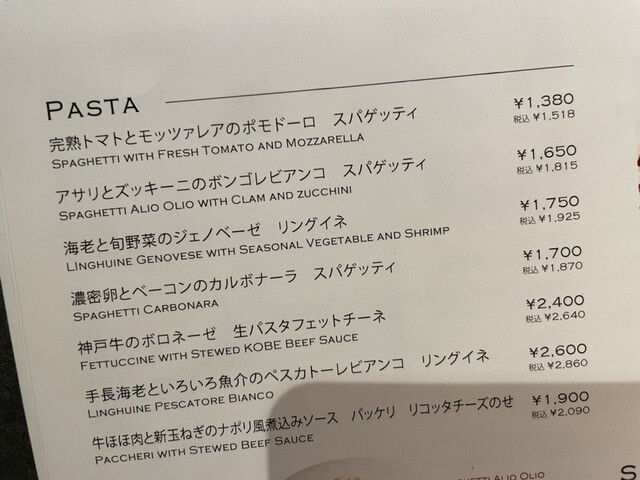 PASTA
完熟トマトとモッツァレアのポモドーロ　スパゲッティ ¥1,380
SPAGHETTI WITH FRESH TOMATO AND MOZZARELLA 税込 ¥1,518
アサリとズッキーニのボンゴレビアンコ　スパゲッティ ¥1,650
SPAGHETTI ALIO OLIO WITH CLAM AND ZUCCHINI 税込 ¥1,815
海老と旬野菜のジェノベーゼ　リングイネ ¥1,750
LINGHUINE GENOVESE WITH SEASONAL VEGETABLE AND SHRIMP 税込 ¥1,925
濃密卵とベーコンのカルボナーラ　スパゲッティ ¥1,700
SPAGHETTI CARBONARA 税込 ¥1,870
神戸牛のボロネーゼ　生パスタフェットチーネ ¥2,400
FETTUCCINE WITH STEWED KOBE BEEF SAUCE 税込 ¥2,640
手長海老といろいろ魚介のペスカトーレビアンコ　リングイネ ¥2,600
LINGHUINE PESCATORE BIANCO 税込 ¥2,860
牛ほほ肉と新玉ねぎのナポリ風煮込みソース　パッケリ　リコッタチーズのせ ¥1,900
PACCHERI WITH STEWED BEEF SAUCE 税込 ¥2,090
ALIO OLIO
S